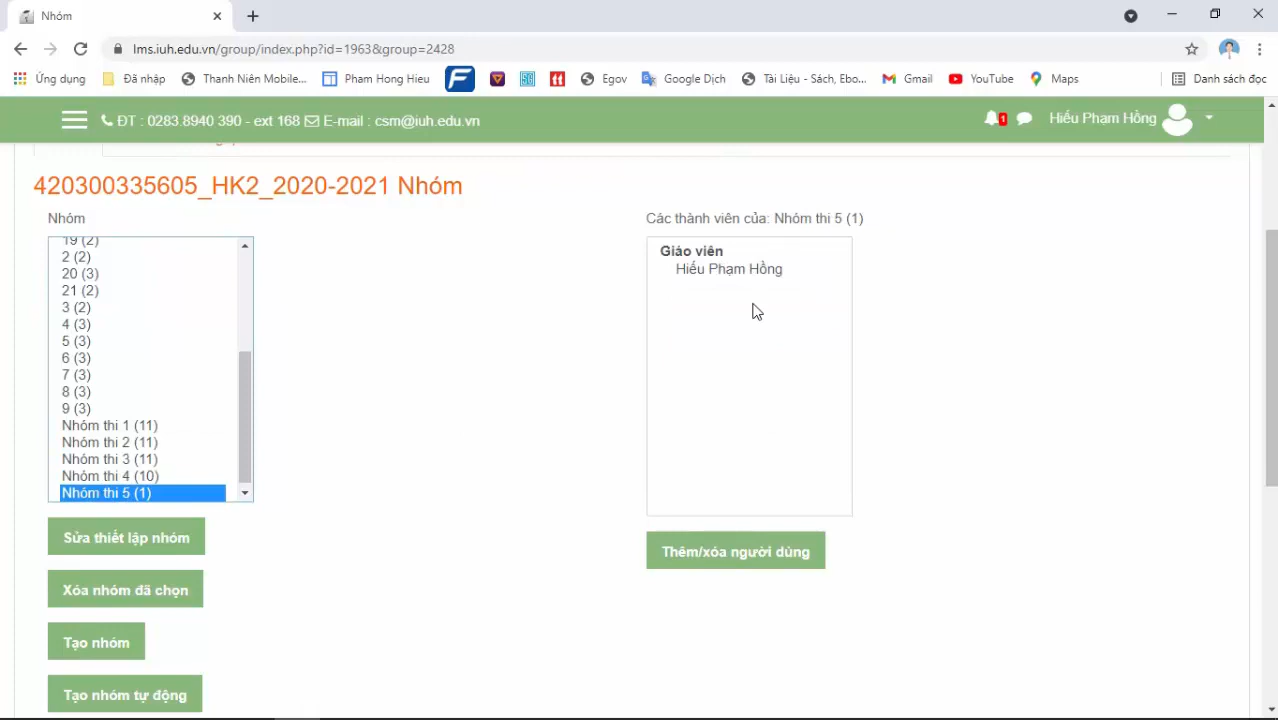 Nhóm
lms.iuh.edu.vn/group/index.php?id=1963&group=2428
Ứng dụng Đã nhập Thanh Niên Mobile... Pham Hong Hieu Egov Google Dịch Tài Liệu - Sách, Ebo... Gmail YouTube Maps Danh sách đọc
ĐT : 0283.8940 390 - ext 168 E-mail : csm@iuh.edu.vn 1 Hiếu Phạm Hồng
420300335605_HK2_2020-2021 Nhóm
Nhóm
19 (2)
2 (2)
20 (3)
21 (2)
3 (2)
4 (3)
5 (3)
6 (3)
7 (3)
8 (3)
9 (3)
Nhóm thi 1 (11)
Nhóm thi 2 (11)
Nhóm thi 3 (11)
Nhóm thi 4 (10)
Nhóm thi 5 (1)
Sửa thiết lập nhóm
Xóa nhóm đã chọn
Tạo nhóm
Tạo nhóm tự động
Các thành viên của: Nhóm thi 5 (1)
Giáo viên
Hiếu Phạm Hồng
Thêm/xóa người dùng